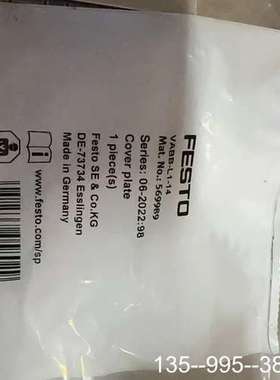 FESTO
VABB-L1-14
Mat. No.: 569989
Series: 06-2022:98
Cover plate
1 piece(s)
Festo SE & Co.KG
DE-73734 Esslingen
Made in Germany
www.festo.com/sp
135--995--38